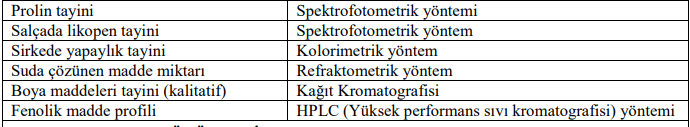 Prolin tayini Spektrofotometrik yöntemi
Salçada likopen tayini Spektrofotometrik yöntem
Sirkede yapaylık tayini Kolorimetrik yöntem
Suda çözünen madde miktarı Refraktometrik yöntem
Boya maddeleri tayini (kalitatif) Kağıt Kromatografisi
Fenolik madde profili HPLC (Yüksek performans sıvı kromatografisi) yöntemi